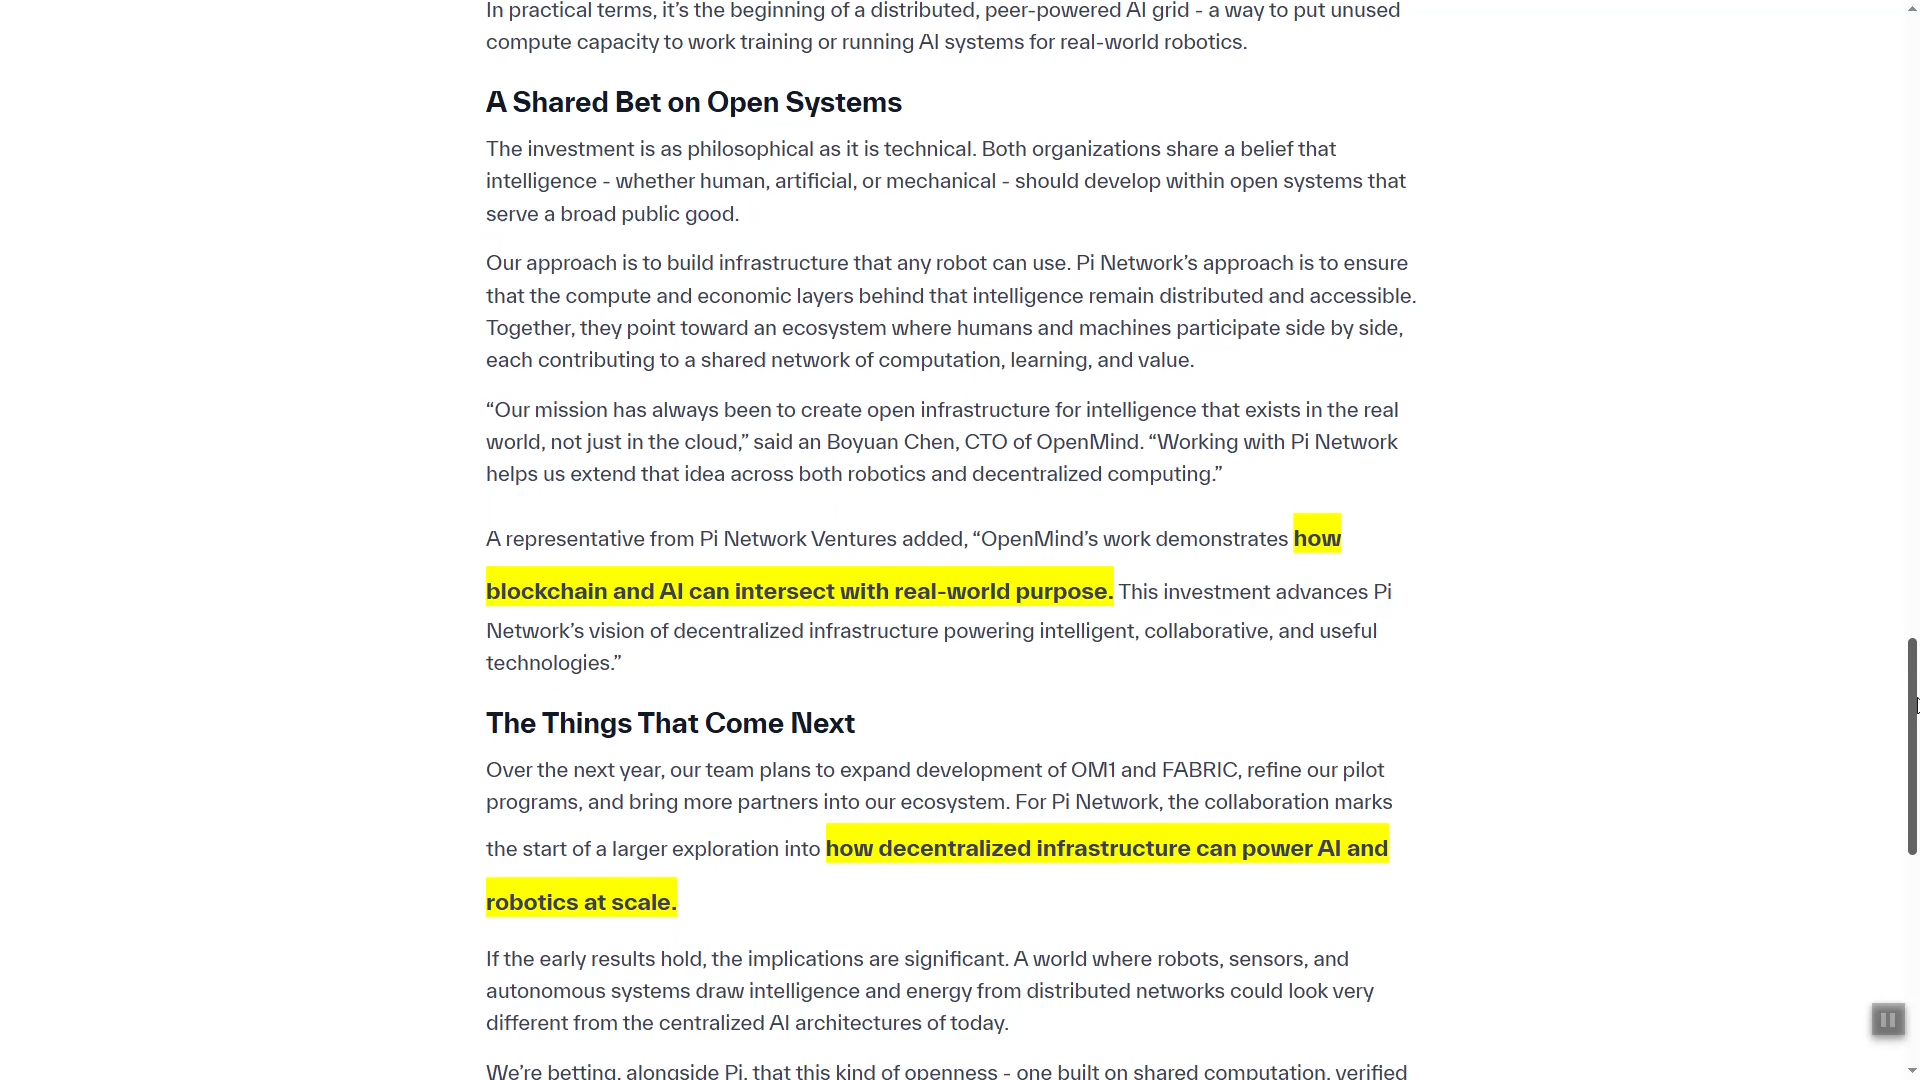 In practical terms, it’s the beginning of a distributed, peer-powered AI grid - a way to put unused
compute capacity to work training or running AI systems for real-world robotics.
A Shared Bet on Open Systems
The investment is as philosophical as it is technical. Both organizations share a belief that
intelligence - whether human, artificial, or mechanical - should develop within open systems that
serve a broad public good.
Our approach is to build infrastructure that any robot can use. Pi Network’s approach is to ensure
that the compute and economic layers behind that intelligence remain distributed and accessible.
Together, they point toward an ecosystem where humans and machines participate side by side,
each contributing to a shared network of computation, learning, and value.
“Our mission has always been to create open infrastructure for intelligence that exists in the real
world, not just in the cloud,” said an Boyuan Chen, CTO of OpenMind. “Working with Pi Network
helps us extend that idea across both robotics and decentralized computing.”
A representative from Pi Network Ventures added, “OpenMind’s work demonstrates how
blockchain and AI can intersect with real-world purpose. This investment advances Pi
Network’s vision of decentralized infrastructure powering intelligent, collaborative, and useful
technologies.”
The Things That Come Next
Over the next year, our team plans to expand development of OM1 and FABRIC, refine our pilot
programs, and bring more partners into our ecosystem. For Pi Network, the collaboration marks
the start of a larger exploration into how decentralized infrastructure can power AI and
robotics at scale.
If the early results hold, the implications are significant. A world where robots, sensors, and
autonomous systems draw intelligence and energy from distributed networks could look very
different from the centralized AI architectures of today.
We’re betting, alongside Pi, that this kind of openness - one built on shared computation, verified